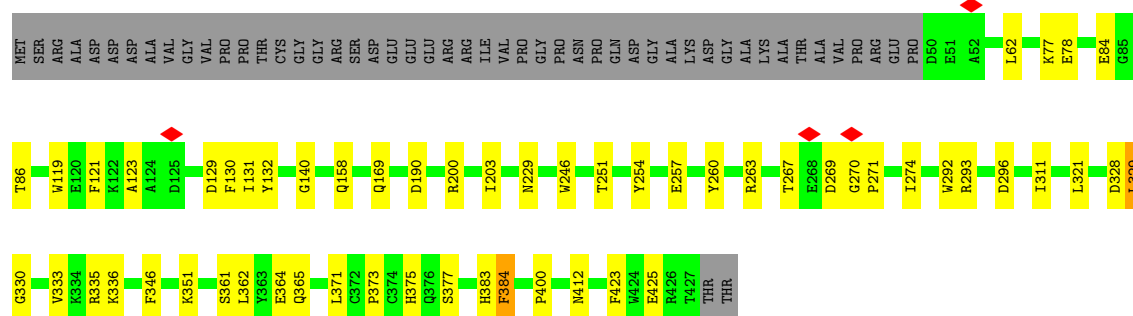 MET SER ARG ALA ASP ASP ASP ALA VAL GLY VAL PRO PRO THR CYS GLY GLY ARG SER ASP GLU GLU GLU ARG ARG ILE VAL PRO GLY PRO ASN PRO GLN ASP GLY ALA LYS ASP GLY ALA LYS ALA THR ALA VAL PRO ARG GLU PRO D50 E51 A52 L62 K77 E78 E84 G85
T86 W119 E120 F121 K122 A123 A124 D125 D129 F130 I131 Y132 G140 Q158 Q169 D190 R200 I203 N229 W246 T251 Y254 E257 Y260 R263 T267 E268 D269 G270 P271 I274 W292 R293 D296 I311 L321 D328 L329
G330 V333 K334 R335 K336 F346 K351 S361 L362 Y363 E364 Q365 L371 C372 P373 C374 H375 Q376 S377 H383 F384 P400 N412 F423 W424 E425 R426 T427 THR THR